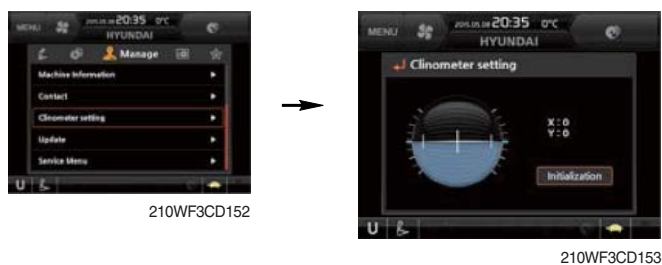 MENU 2015.05.08 20:35 0°C
HYUNDAI
Manage
Machine Information
Contact
Clinometer setting
Update
Service Menu
U
210WF3CD152
MENU 2015.05.08 20:35 0°C
HYUNDAI
Clinometer setting
X:0
Y:0
Initialization
U
210WF3CD153